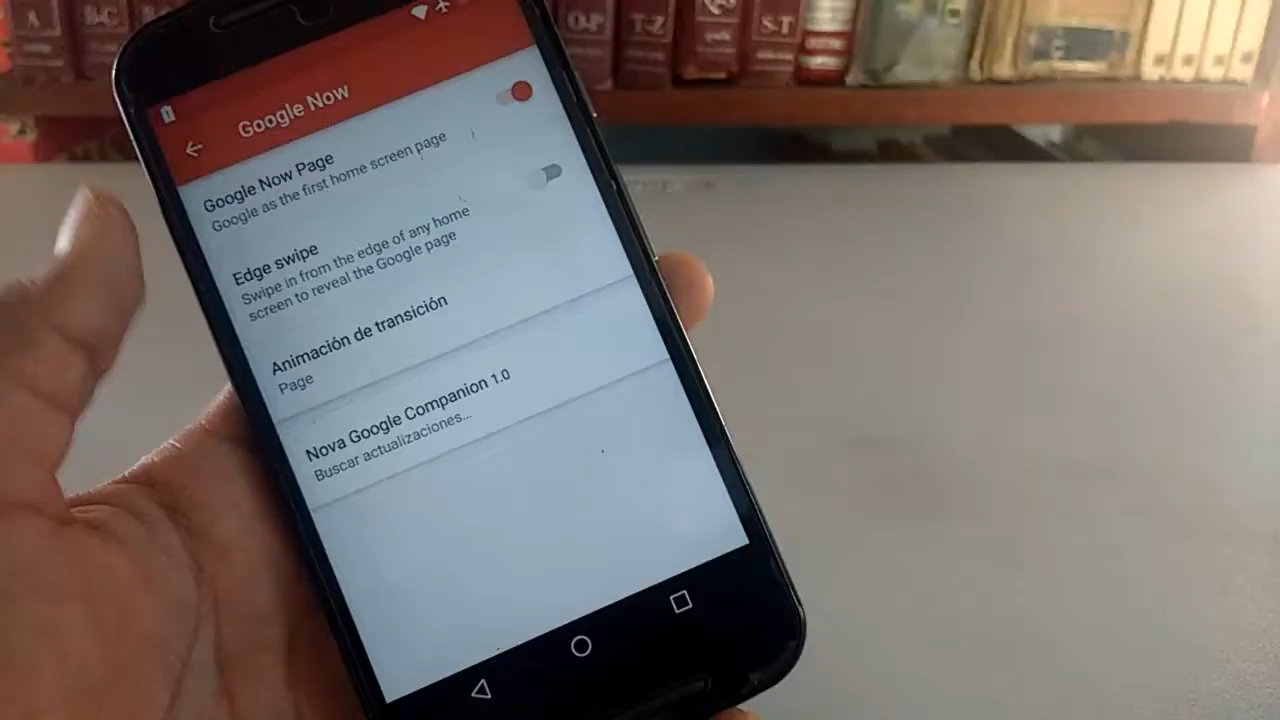 A
B-C
O-P
T-Z
S-T
Google Now
Google Now Page
Google as the first home screen page
Edge swipe
Swipe in from the edge of any home
screen to reveal the Google page
Animación de transición
Page
Nova Google Companion 1.0
Buscar actualizaciones...